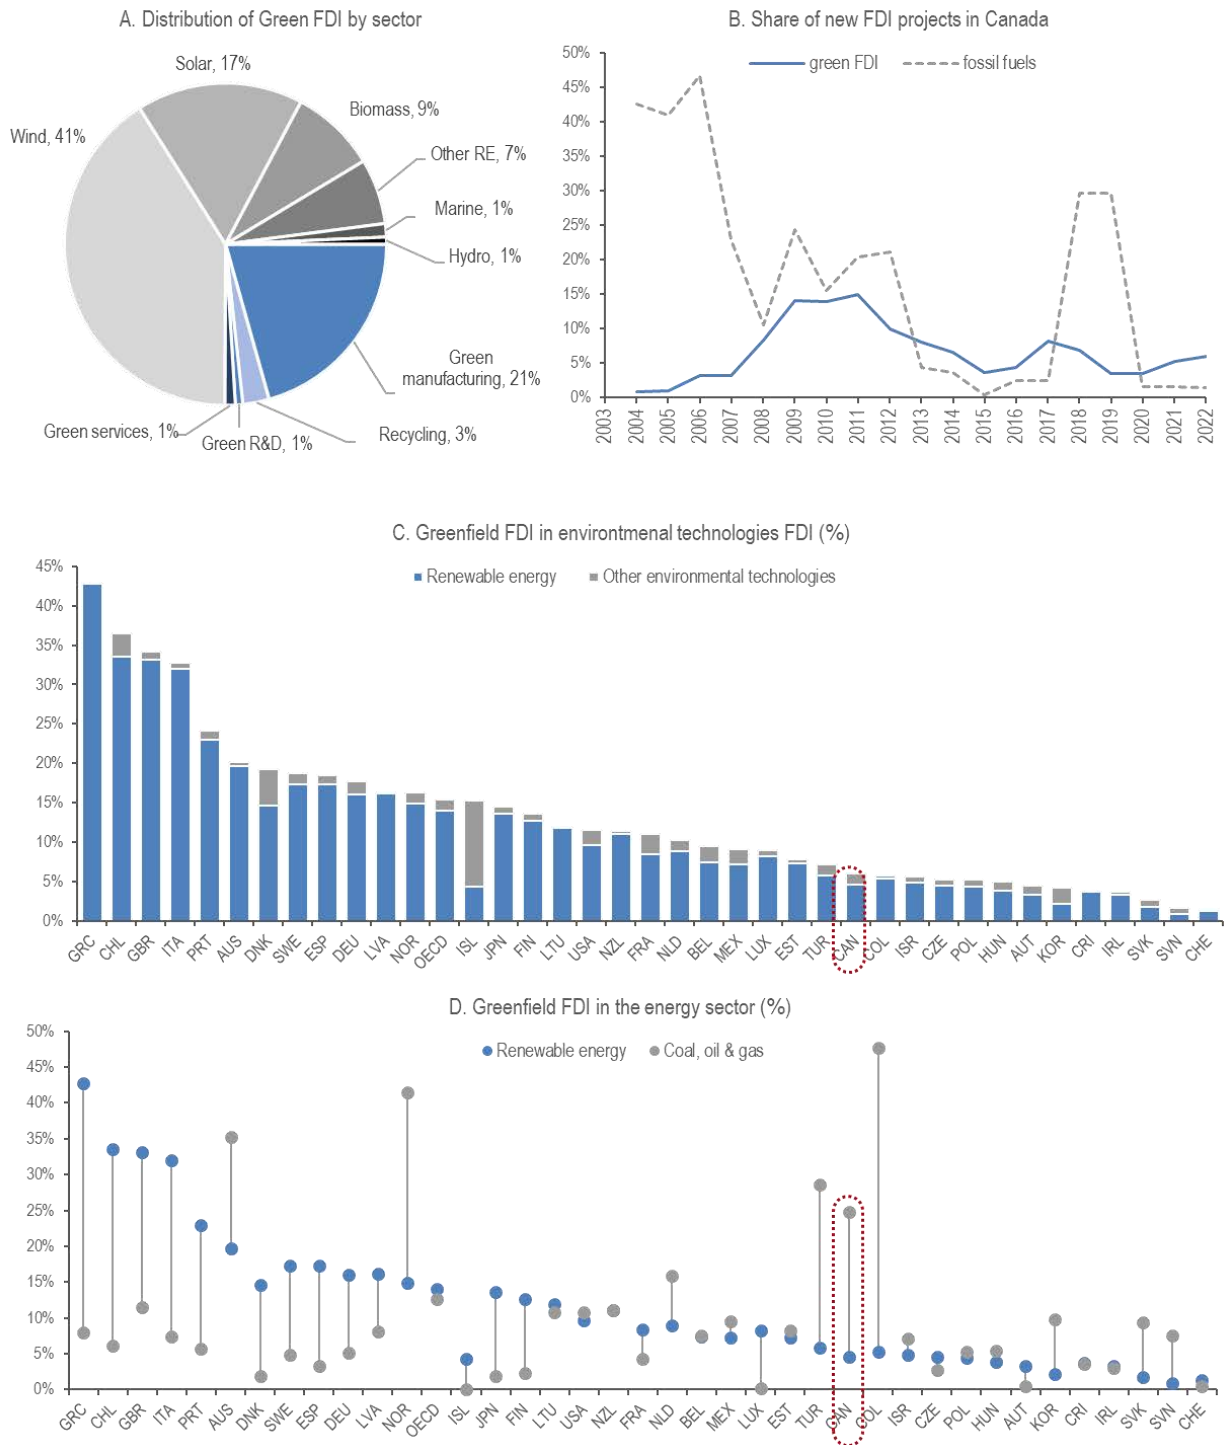 A. Distribution of Green FDI by sector
Solar, 17%
Biomass, 9%
Wind, 41%
Other RE, 7%
Marine, 1%
Hydro, 1%
Green
manufacturing, 21%
Recycling, 3%
Green R&D, 1%
Green services, 1%
B. Share of new FDI projects in Canada
green FDI
fossil fuels
50%
45%
40%
35%
30%
25%
20%
15%
10%
5%
0%
2003
2004
2005
2006
2007
2008
2009
2010
2011
2012
2013
2014
2015
2016
2017
2018
2019
2020
2021
2022
C. Greenfield FDI in environtmenal technologies FDI (%)
Renewable energy
Other environmental technologies
45%
40%
35%
30%
25%
20%
15%
10%
5%
0%
GRC
CHL
GBR
ITA
PRT
AUS
DNK
SWE
ESP
DEU
LVA
NOR
OECD
ISL
JPN
FIN
LTU
USA
NZL
FRA
NLD
BEL
MEX
LUX
EST
TUR
CAN
COL
ISR
CZE
POL
HUN
AUT
KOR
CRI
IRL
SVK
SVN
CHE
D. Greenfield FDI in the energy sector (%)
Renewable energy
Coal, oil & gas
50%
45%
40%
35%
30%
25%
20%
15%
10%
5%
0%
GRC
CHL
GBR
ITA
PRT
AUS
DNK
SWE
ESP
DEU
LVA
NOR
OECD
ISL
JPN
FIN
LTU
USA
NZL
FRA
NLD
BEL
MEX
LUX
EST
TUR
CAN
COL
ISR
CZE
POL
HUN
AUT
KOR
CRI
IRL
SVK
SVN
CHE